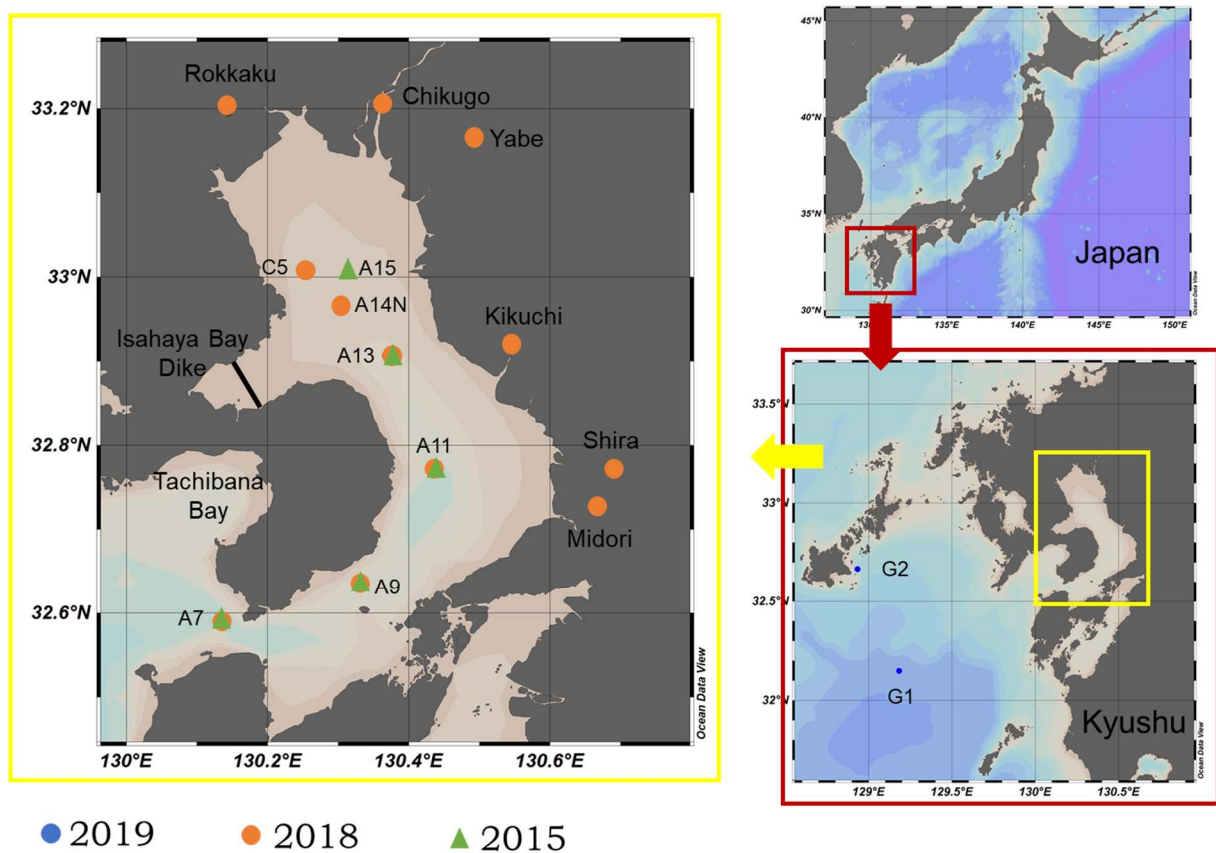 Rokkaku
Chikugo
Yabe
33.2°N
C5
A15
33°N
A14N
Isahaya Bay
Dike
A13
Kikuchi
32.8°N
A11
Shira
Tachibana
Bay
Midori
A9
32.6°N
A7
Ocean Data View
130°E
130.2°E
130.4°E
130.6°E
45°N
40°N
35°N
Japan
30°N
130°E
135°E
140°E
145°E
150°E
Ocean Data View
33.5°N
33°N
G2
32.5°N
32°N
G1
Kyushu
Ocean Data View
129°E
129.5°E
130°E
130.5°E
2019
2018
2015